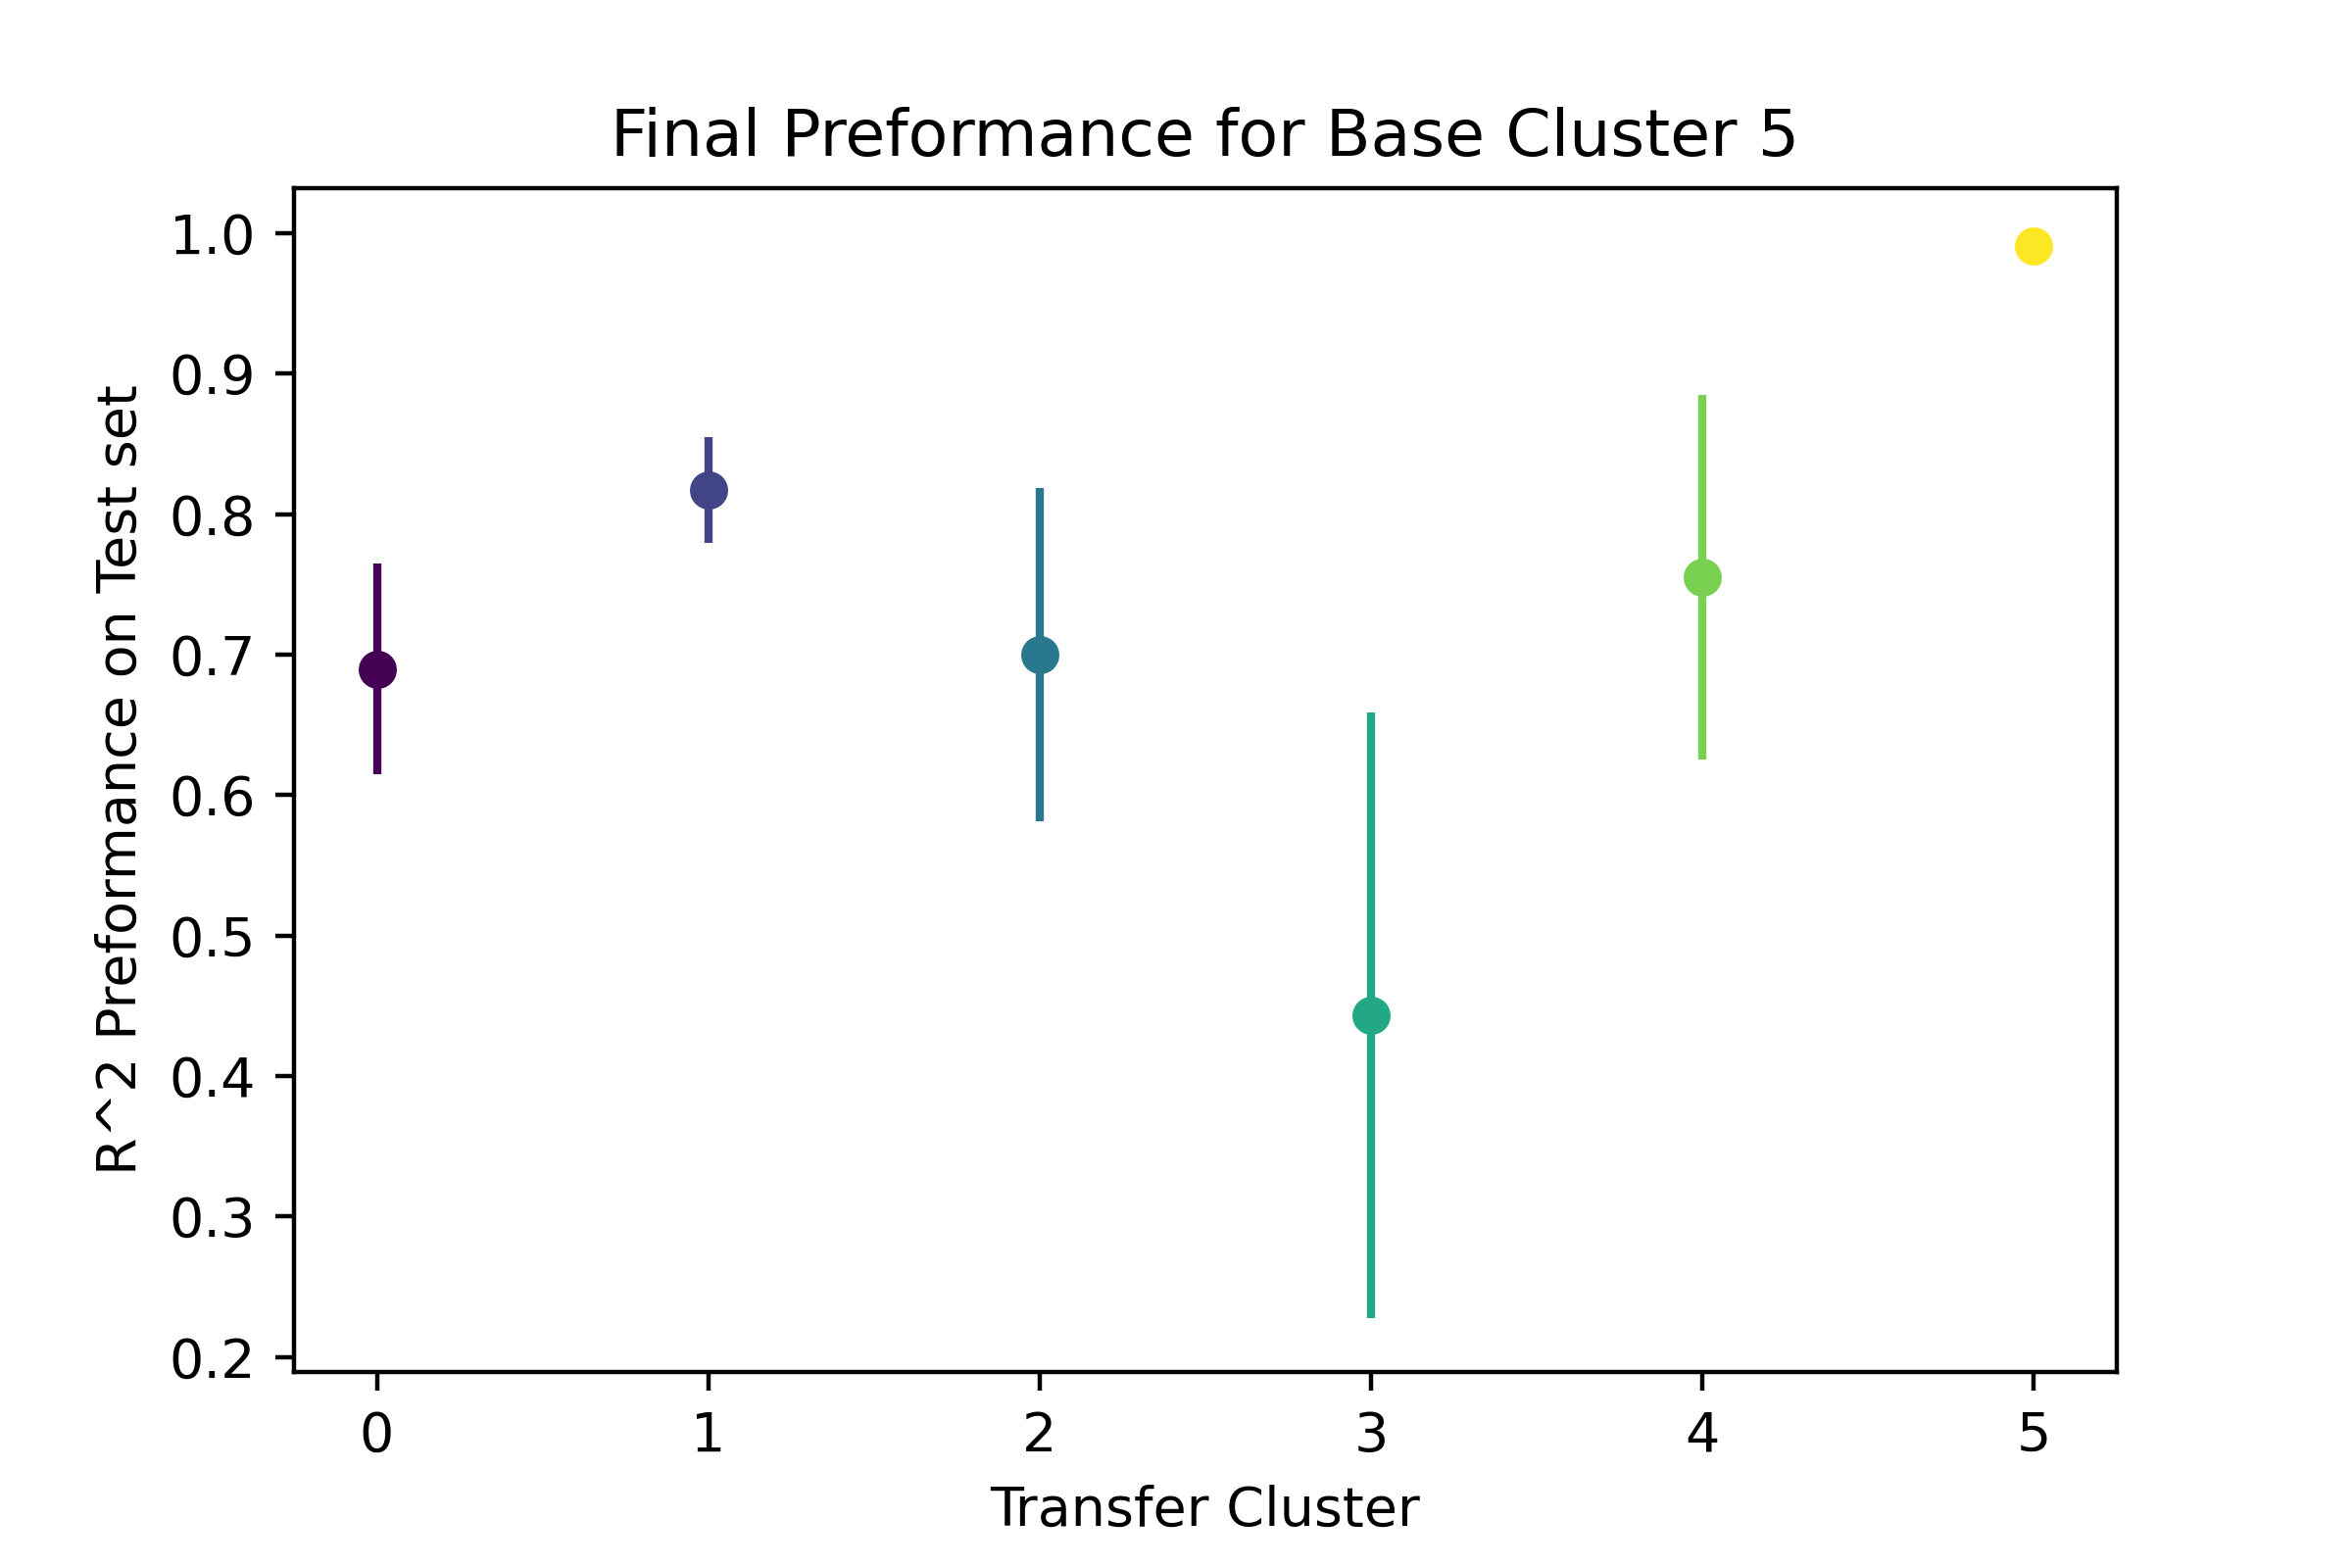 Final Preformance for Base Cluster 5
R^2 Preformance on Test set
1.0
0.9
0.8
0.7
0.6
0.5
0.4
0.3
0.2
0 1 2 3 4 5
Transfer Cluster